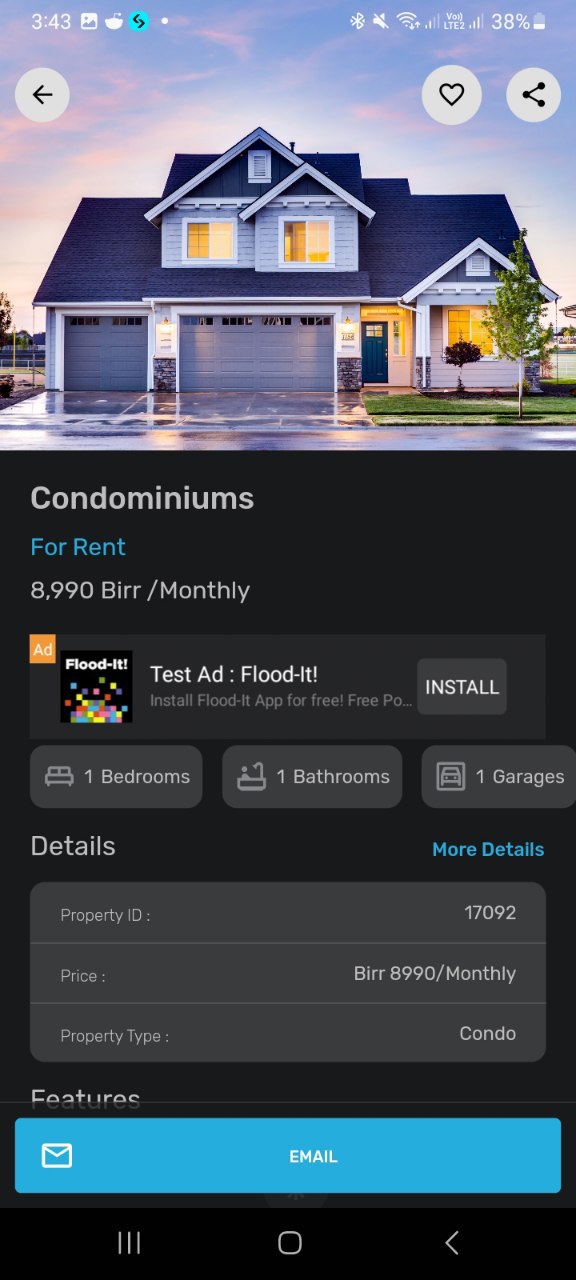 3:43
Vo)) LTE2 38%
Condominiums
For Rent
8,990 Birr /Monthly
Ad
Flood-It!
Test Ad : Flood-It!
Install Flood-It App for free! Free Po...
INSTALL
1 Bedrooms
1 Bathrooms
1 Garages
Details
More Details
Property ID :
17092
Price :
Birr 8990/Monthly
Property Type :
Condo
Features
EMAIL